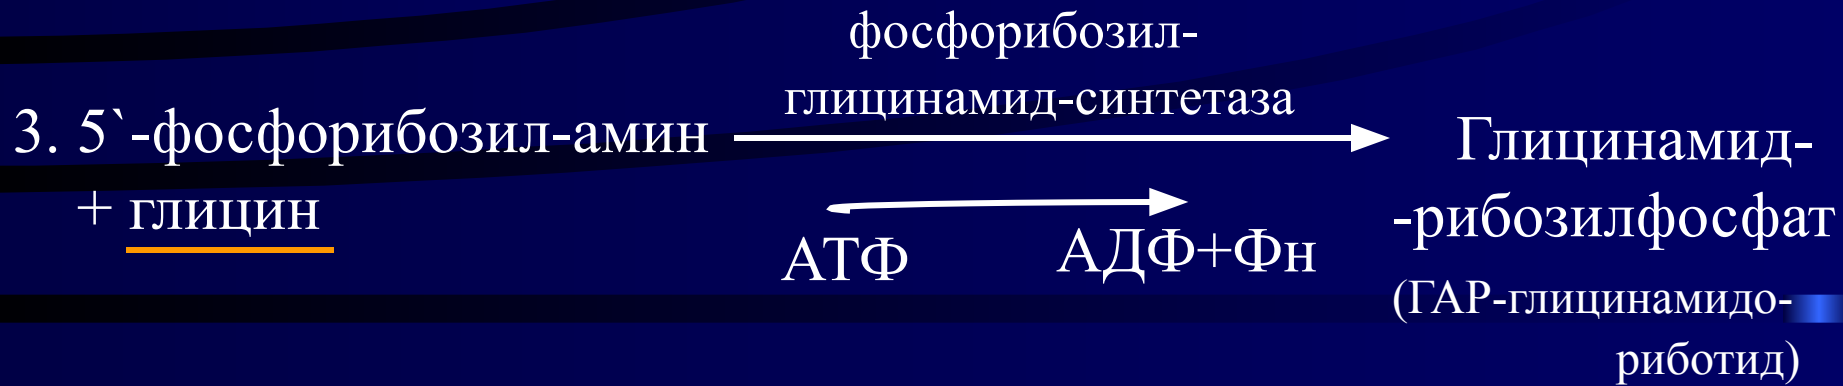 фосфорибозил-
глицинамид-синтетаза
3. 5`-фосфорибозил-амин
+ глицин
АТФ
АДФ+Фн
Глицинамид-
-рибозилфосфат
(ГАР-глицинамидо-
риботид)